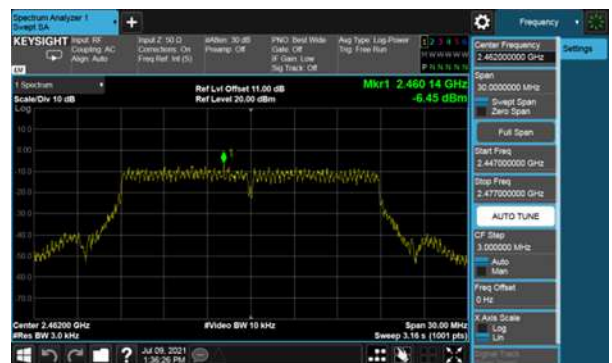 Spectrum Analyzer 1
Swept SA
+
Frequency
KEYSIGHT
Input: RF
Coupling: AC
Align: Auto
Input Z: 50 Ω
Corrections: On
Freq Ref: Int (S)
#Atten: 30 dB
Preamp: Off
PNO: Best Wide
Gate: Off
IF Gain: Low
Sig Track: Off
Avg Type: Log-Power
Trig: Free Run
1 2 3 4 5 6
M W W W W W
P N N N N N
LXI
Center Frequency
2.462000000 GHz
Settings
Span
30.0000000 MHz
Swept Span
Zero Span
Full Span
Start Freq
2.447000000 GHz
Stop Freq
2.477000000 GHz
AUTO TUNE
CF Step
3.000000 MHz
Auto
Man
Freq Offset
0 Hz
X Axis Scale
Log
Lin
1 Spectrum
Scale/Div 10 dB
Log
Ref Lvl Offset 11.00 dB
Ref Level 20.00 dBm
Mkr1 2.460 14 GHz
-6.45 dBm
1
10.0
0.00
-10.0
-20.0
-30.0
-40.0
-50.0
-60.0
-70.0
Center 2.46200 GHz
#Res BW 3.0 kHz
#Video BW 10 kHz
Span 30.00 MHz
Sweep 3.16 s (1001 pts)
?
Jul 09, 2021
1:36:26 PM